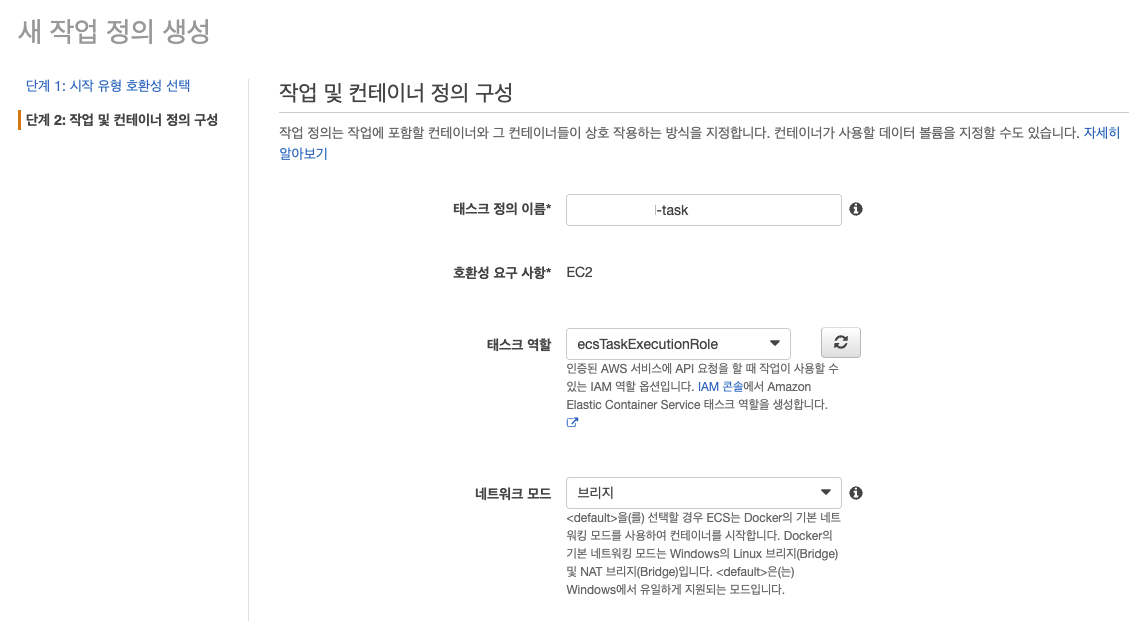 새 작업 정의 생성
단계 1: 시작 유형 호환성 선택
단계 2: 작업 및 컨테이너 정의 구성
작업 및 컨테이너 정의 구성
작업 정의는 작업에 포함할 컨테이너와 그 컨테이너들이 상호 작용하는 방식을 지정합니다. 컨테이너가 사용할 데이터 볼륨을 지정할 수도 있습니다. 자세히
알아보기
태스크 정의 이름* -task
호환성 요구 사항* EC2
태스크 역할 ecsTaskExecutionRole
인증된 AWS 서비스에 API 요청을 할 때 작업이 사용할 수
있는 IAM 역할 옵션입니다. IAM 콘솔에서 Amazon
Elastic Container Service 태스크 역할을 생성합니다.
네트워크 모드 브리지
<default>을(를) 선택할 경우 ECS는 Docker의 기본 네트
워킹 모드를 사용하여 컨테이너를 시작합니다. Docker의
기본 네트워킹 모드는 Windows의 Linux 브리지(Bridge)
및 NAT 브리지(Bridge)입니다. <default>은(는)
Windows에서 유일하게 지원되는 모드입니다.